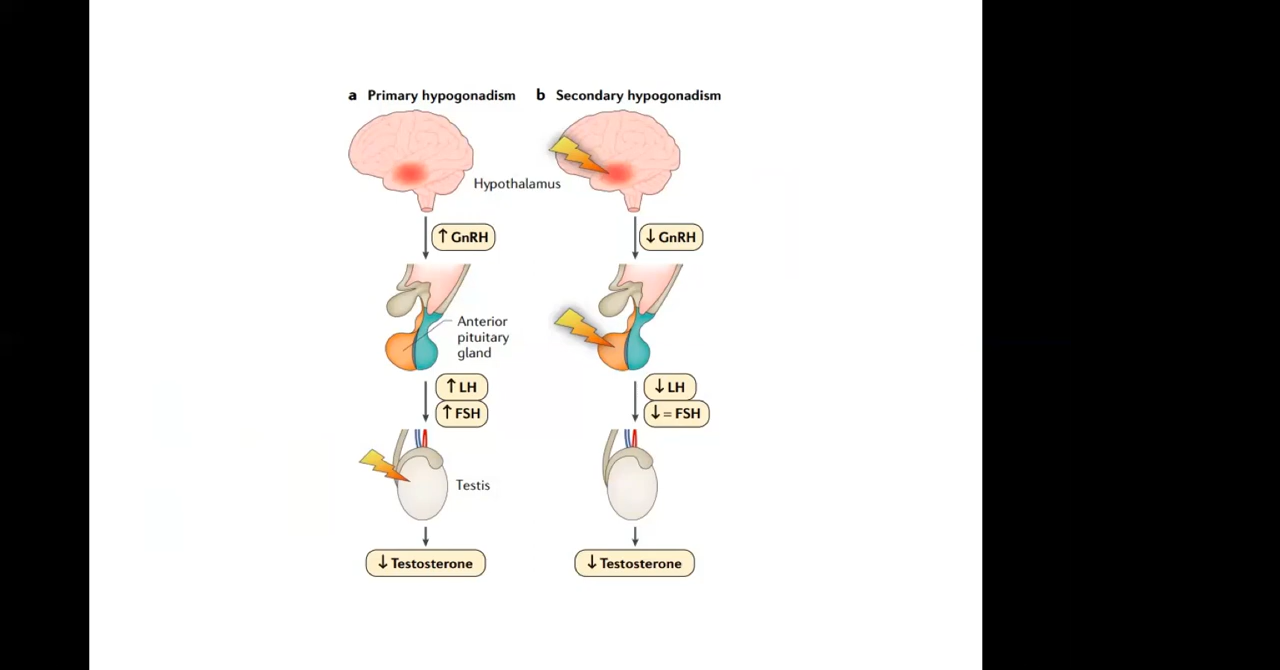 a Primary hypogonadism
b Secondary hypogonadism
Hypothalamus
↑ GnRH
↓ GnRH
Anterior
pituitary
gland
↑ LH
↑ FSH
↓ LH
↓ = FSH
Testis
↓ Testosterone
↓ Testosterone